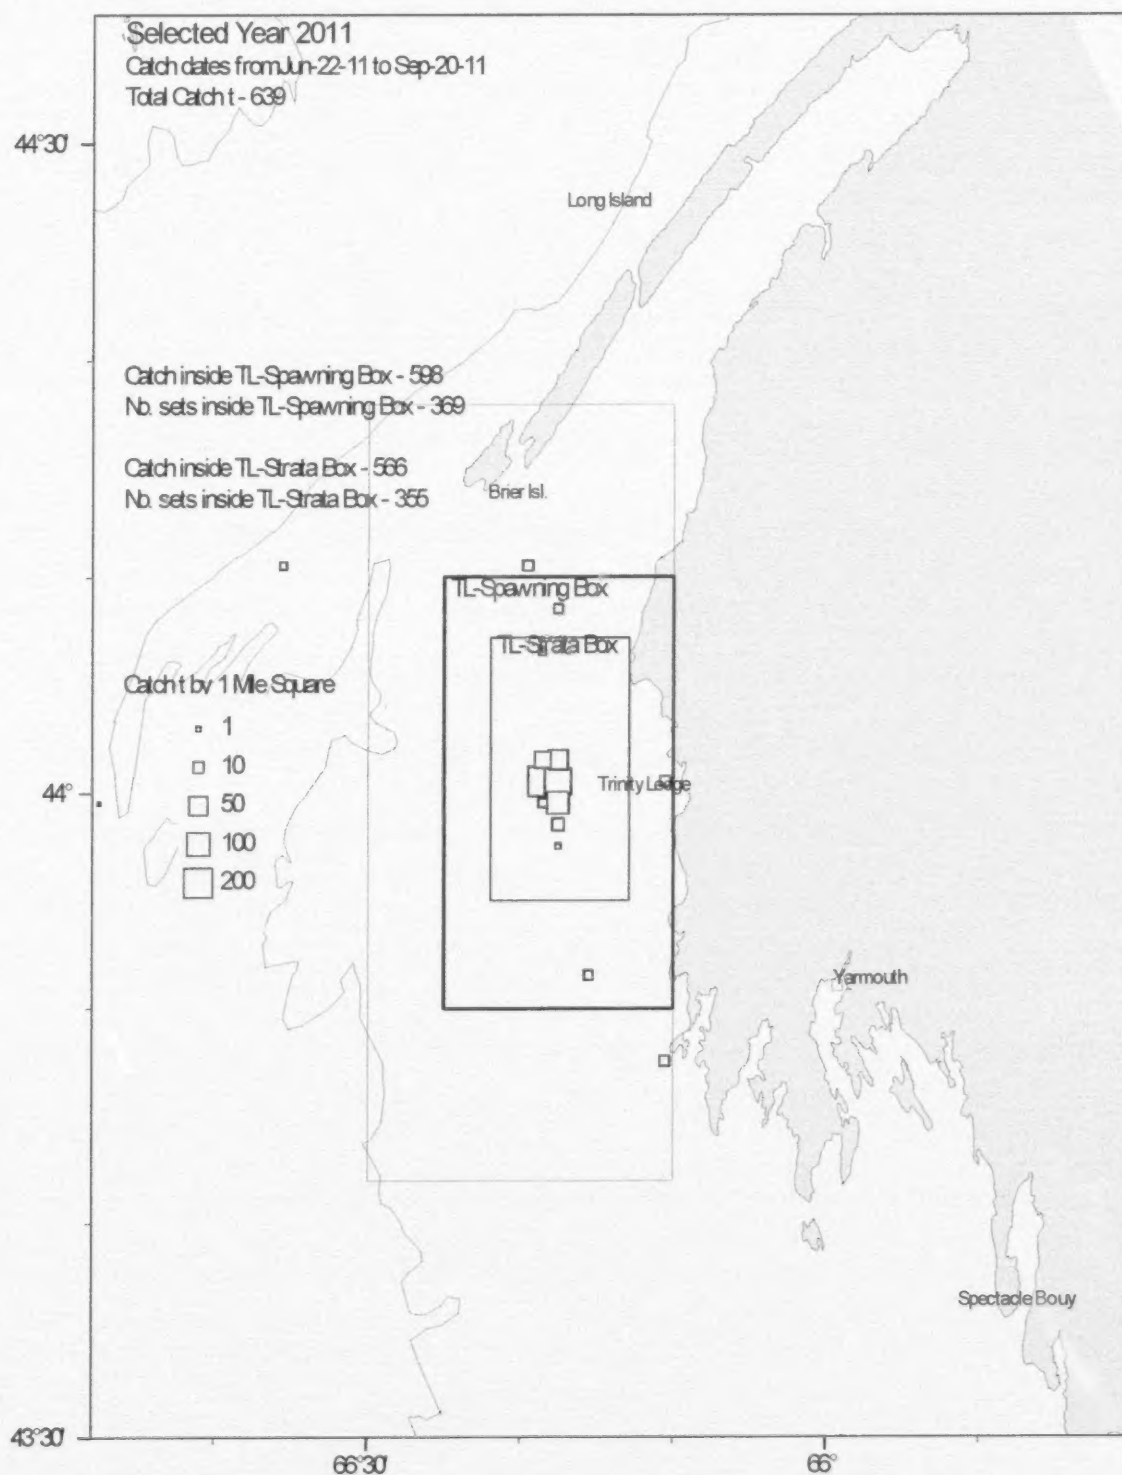 Selected Year 2011
Catch dates from Jun-22-11 to Sep-20-11
Total Catch t - 639
44°30'
Long Island
Catch inside TL-Spawning Box - 598
No. sets inside TL-Spawning Box - 369
Catch inside TL-Strata Box - 566
No. sets inside TL-Strata Box - 355
Brier Isl.
TL-Spawning Box
TL-Strata Box
Catch t by 1 Mile Square
1
10
50
100
200
44°
Trinity Ledge
Yarmouth
Spectacle Bouy
43°30'
66°30'
66°